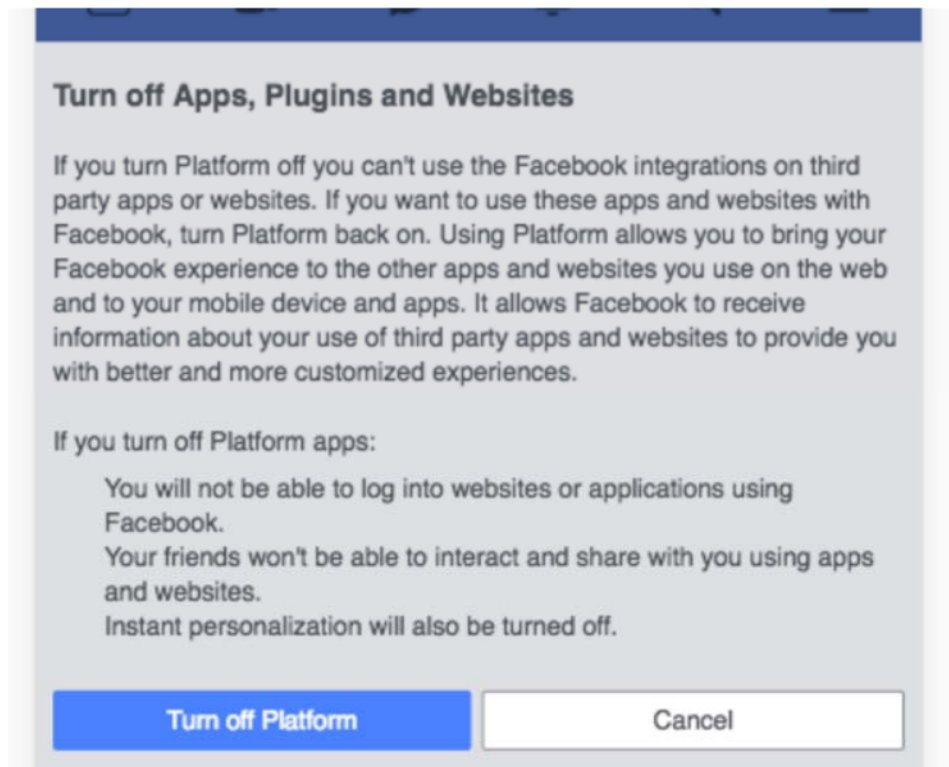 Turn off Apps, Plugins and Websites
If you turn Platform off you can't use the Facebook integrations on third
party apps or websites. If you want to use these apps and websites with
Facebook, turn Platform back on. Using Platform allows you to bring your
Facebook experience to the other apps and websites you use on the web
and to your mobile device and apps. It allows Facebook to receive
information about your use of third party apps and websites to provide you
with better and more customized experiences.
If you turn off Platform apps:
You will not be able to log into websites or applications using
Facebook.
Your friends won't be able to interact and share with you using apps
and websites.
Instant personalization will also be turned off.
Turn off Platform
Cancel